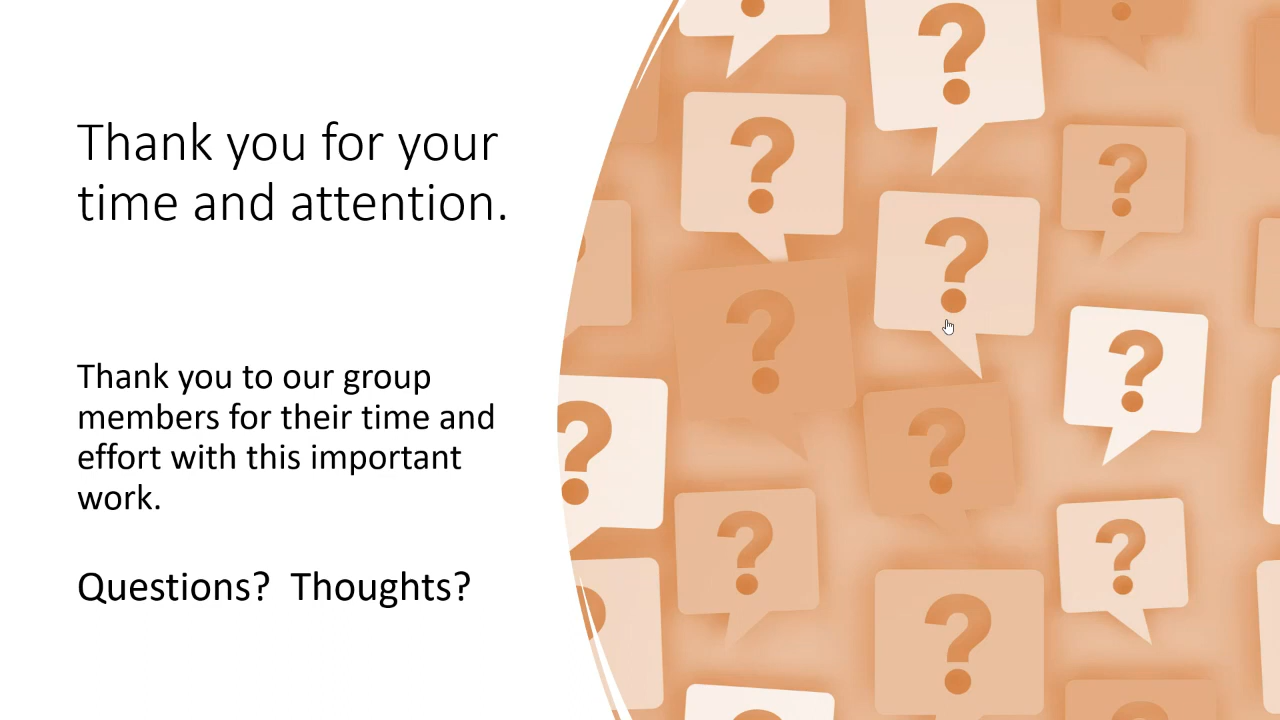 Thank you for your
time and attention.
Thank you to our group
members for their time and
effort with this important
work.
Questions?  Thoughts?